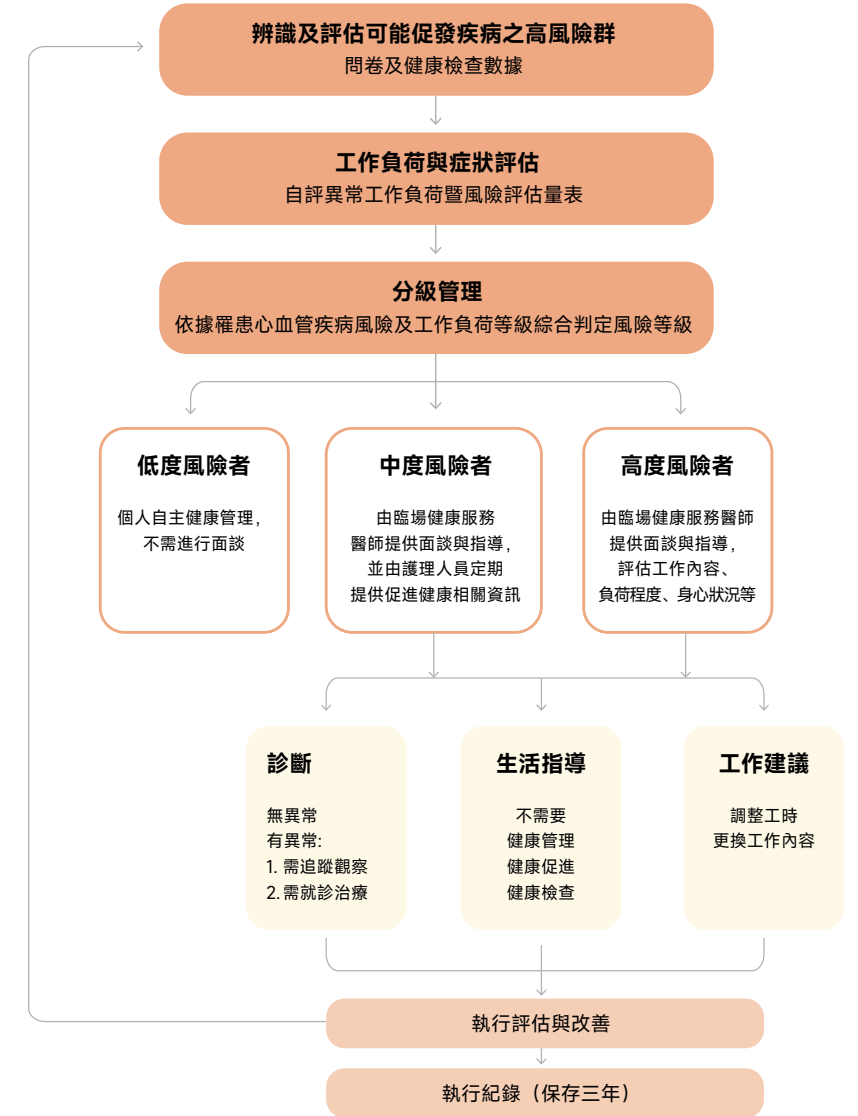 辨識及評估可能促發疾病之高風險群
問卷及健康檢查數據
工作負荷與症狀評估
自評異常工作負荷暨風險評估量表
分級管理
依據罹患心血管疾病風險及工作負荷等級綜合判定風險等級
低度風險者
個人自主健康管理,
不需進行面談
中度風險者
由臨場健康服務
醫師提供面談與指導,
並由護理人員定期
提供促進健康相關資訊
高度風險者
由臨場健康服務醫師
提供面談與指導,
評估工作內容、
負荷程度、身心狀況等
診斷
無異常
有異常:
1. 需追蹤觀察
2. 需就診治療
生活指導
不需要
健康管理
健康促進
健康檢查
工作建議
調整工時
更換工作內容
執行評估與改善
執行紀錄（保存三年）